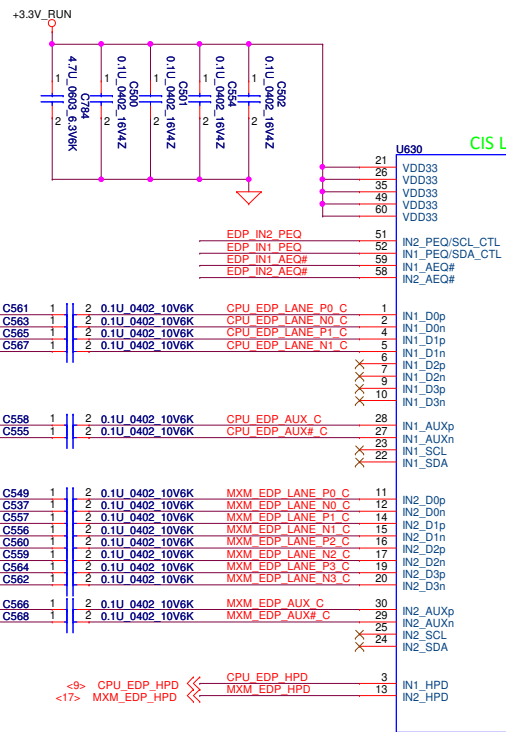 +3.3V_RUN
1 2 4.7U_0603_6.3V6K C784
1 2 0.1U_0402_16V4Z C500
1 2 0.1U_0402_16V4Z C501
1 2 0.1U_0402_16V4Z C554
1 2 0.1U_0402_16V4Z C502
U630
CIS L
21 VDD33
26 VDD33
35 VDD33
49 VDD33
60 VDD33
EDP_IN2_PEQ 51 IN2_PEQ/SCL_CTL
EDP_IN1_PEQ 52 IN1_PEQ/SDA_CTL
EDP_IN1_AEQ# 59 IN1_AEQ#
EDP_IN2_AEQ# 58 IN2_AEQ#
C561 1 2 0.1U_0402_10V6K CPU_EDP_LANE_P0_C 1 IN1_D0p
C563 1 2 0.1U_0402_10V6K CPU_EDP_LANE_N0_C 2 IN1_D0n
C565 1 2 0.1U_0402_10V6K CPU_EDP_LANE_P1_C 4 IN1_D1p
C567 1 2 0.1U_0402_10V6K CPU_EDP_LANE_N1_C 5 IN1_D1n
6 IN1_D2p
7 IN1_D2n
9 IN1_D3p
10 IN1_D3n
C558 1 2 0.1U_0402_10V6K CPU_EDP_AUX_C 28 IN1_AUXp
C555 1 2 0.1U_0402_10V6K CPU_EDP_AUX#_C 27 IN1_AUXn
23 IN1_SCL
22 IN1_SDA
C549 1 2 0.1U_0402_10V6K MXM_EDP_LANE_P0_C 11 IN2_D0p
C537 1 2 0.1U_0402_10V6K MXM_EDP_LANE_N0_C 12 IN2_D0n
C557 1 2 0.1U_0402_10V6K MXM_EDP_LANE_P1_C 14 IN2_D1p
C556 1 2 0.1U_0402_10V6K MXM_EDP_LANE_N1_C 15 IN2_D1n
C560 1 2 0.1U_0402_10V6K MXM_EDP_LANE_P2_C 16 IN2_D2p
C559 1 2 0.1U_0402_10V6K MXM_EDP_LANE_N2_C 17 IN2_D2n
C564 1 2 0.1U_0402_10V6K MXM_EDP_LANE_P3_C 19 IN2_D3p
C562 1 2 0.1U_0402_10V6K MXM_EDP_LANE_N3_C 20 IN2_D3n
C566 1 2 0.1U_0402_10V6K MXM_EDP_AUX_C 30 IN2_AUXp
C568 1 2 0.1U_0402_10V6K MXM_EDP_AUX#_C 29 IN2_AUXn
25 IN2_SCL
24 IN2_SDA
<9> CPU_EDP_HPD CPU_EDP_HPD 3 IN1_HPD
<17> MXM_EDP_HPD MXM_EDP_HPD 13 IN2_HPD